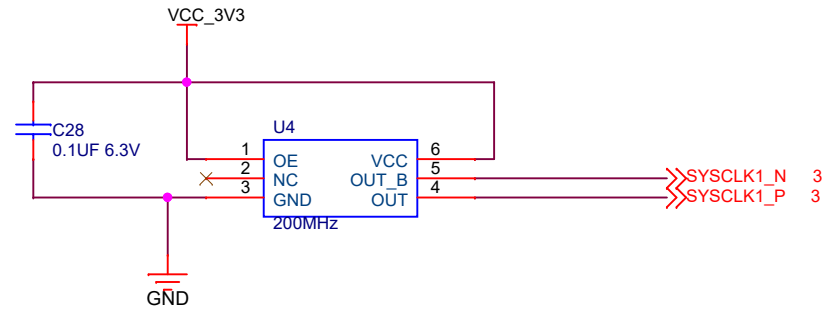 VCC_3V3
C28
0.1UF 6.3V
U4
1 OE VCC 6
2 NC OUT_B 5 SYSCLK1_N 3
3 GND OUT 4 SYSCLK1_P 3
200MHz
GND